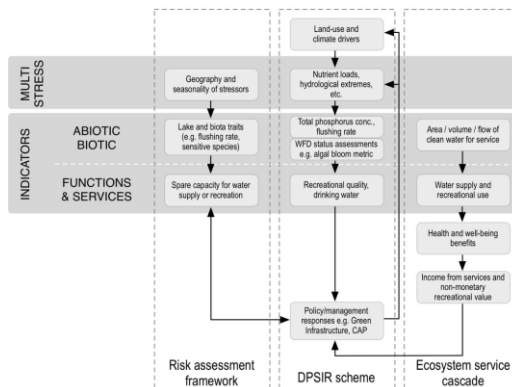 Land-use and
climate drivers
MULTI
STRESS
Geography and
seasonality of stressors
Nutrient loads,
hydrological extremes,
etc.
INDICATORS
ABIOTIC
BIOTIC
Lake and biota traits
(e.g. flushing rate,
sensitive species)
Total phosphorus conc.,
flushing rate
WFD status assessments
e.g. algal bloom metric
Area / volume / flow of
clean water for service
FUNCTIONS
& SERVICES
Spare capacity for water
supply or recreation
Recreational quality,
drinking water
Water supply and
recreational use
Health and well-being
benefits
Income from services and
non-monetary
recreational value
Policy/management
responses e.g. Green
Infrastructure, CAP
Risk assessment
framework
DPSIR scheme
Ecosystem service
cascade